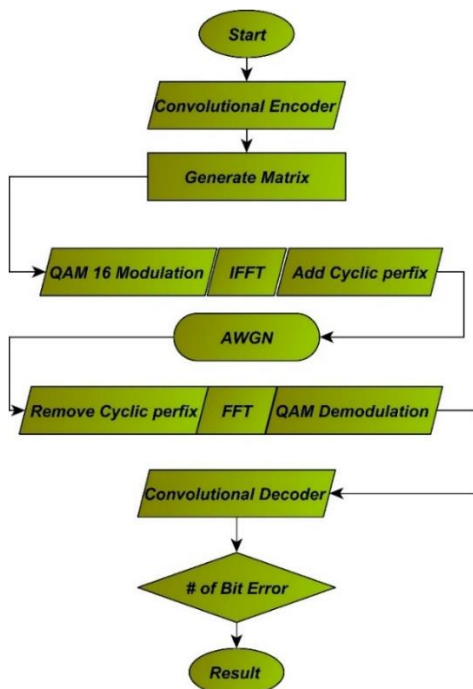 Start
Convolutional Encoder
Generate Matrix
QAM 16 Modulation
IFFT
Add Cyclic perfix
AWGN
Remove Cyclic perfix
FFT
QAM Demodulation
Convolutional Decoder
# of Bit Error
Result